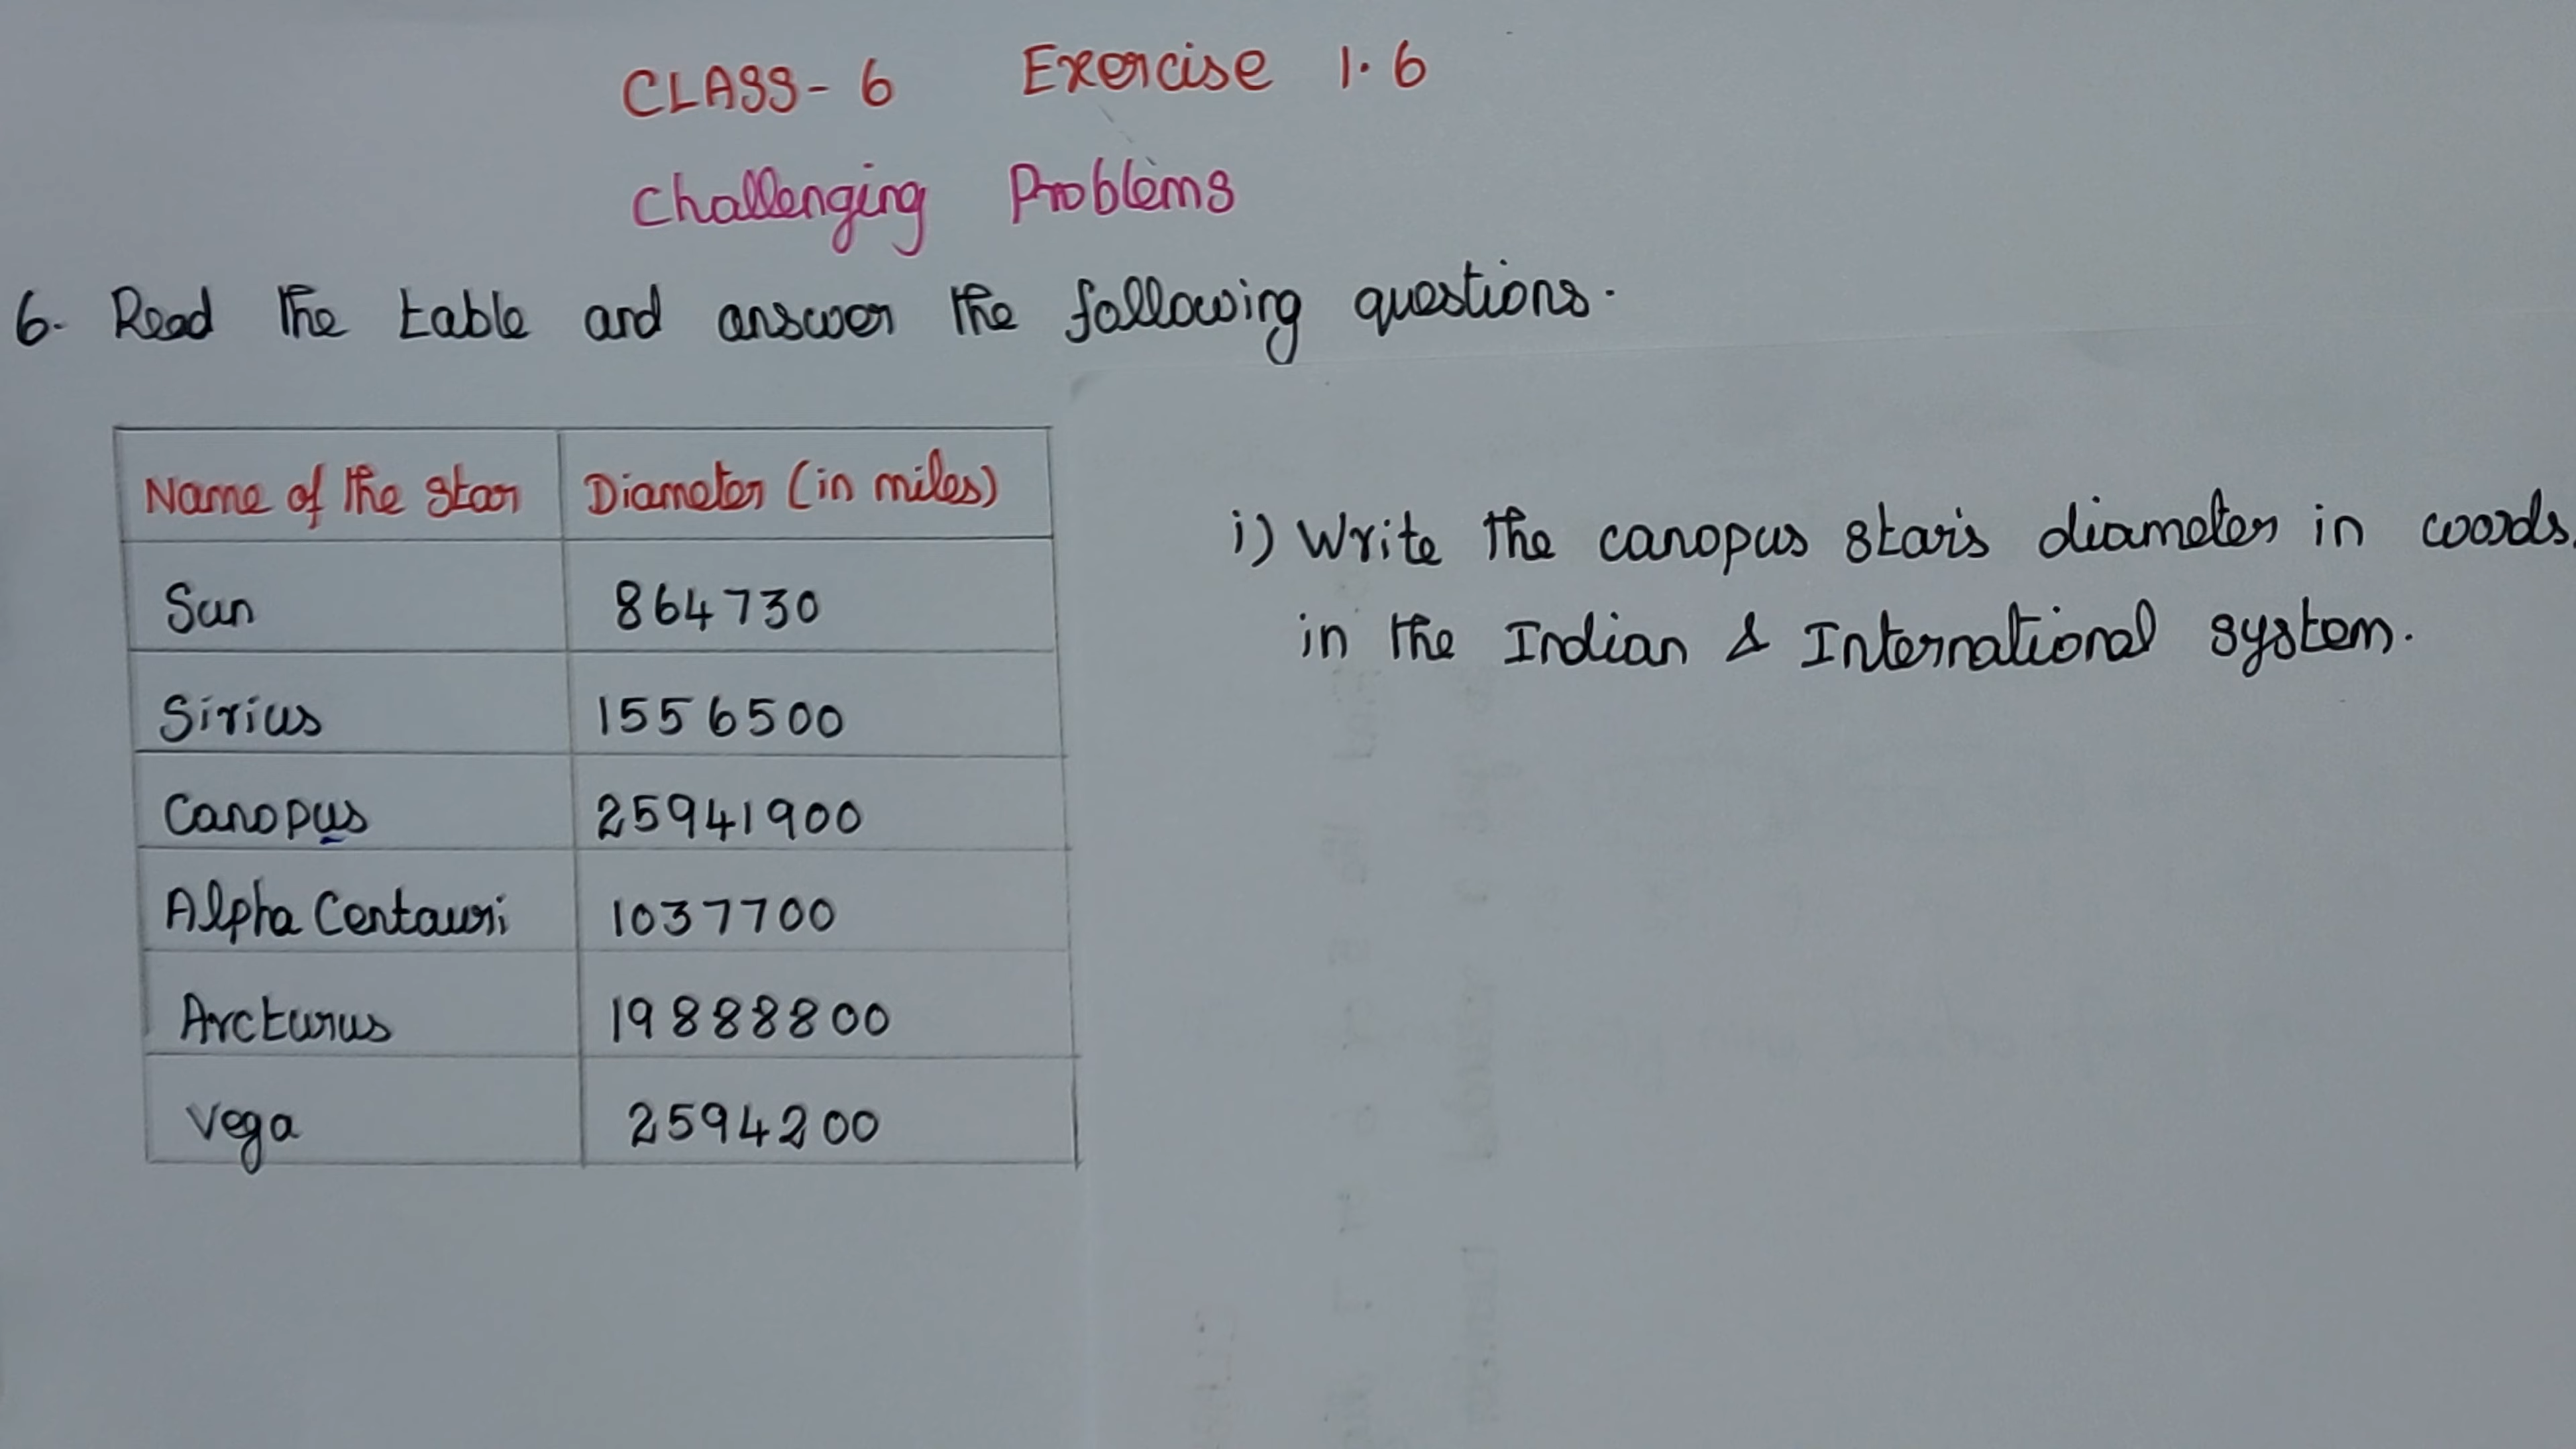 CLASS-6 Exercise 1.6
Challenging Problems
6. Read the table and answer the following questions.
Name of the star Diameter (in miles)
Sun 864730
Sirius 1556500
Canopus 25941900
Alpha Centauri 1037700
Arcturus 19888800
Vega 2594200
i) Write the canopus star's diameter in words.
in the Indian & International system.